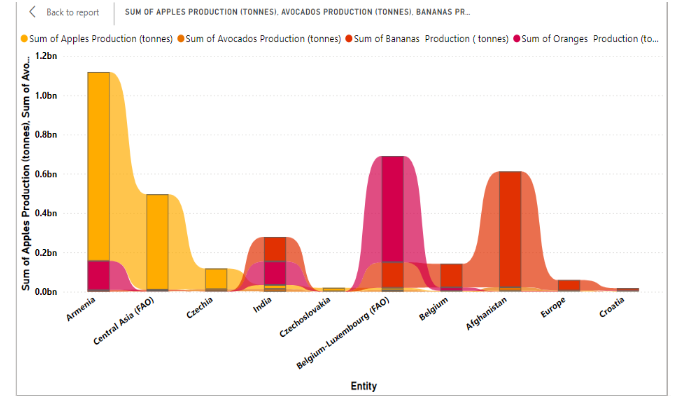 Back to report
SUM OF APPLES PRODUCTION (TONNES), AVOCADOS PRODUCTION (TONNES), BANANAS PR...
Sum of Apples Production (tonnes) Sum of Avocados Production (tonnes) Sum of Bananas Production ( tonnes) Sum of Oranges Production (to...
Sum of Apples Production (tonnes), Sum of Avo...
1.2bn
1.0bn
0.8bn
0.6bn
0.4bn
0.2bn
0.0bn
Armenia
Central Asia (FAO)
Czechia
India
Czechoslovakia
Belgium-Luxembourg (FAO)
Belgium
Afghanistan
Europe
Croatia
Entity